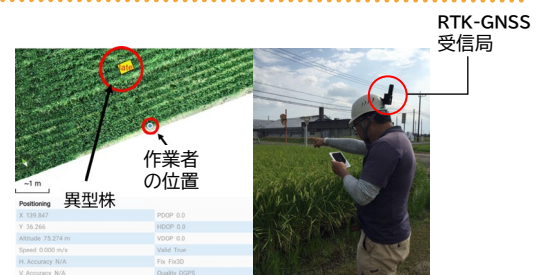 RTK-GNSS
受信局
作業者
の位置
異型株
~1 m
Positioning
X 139.847
PDOP 0.0
Y 36.266
HDOP 0.8
Altitude 75.274 m
VDOP 0.0
Speed 0.000 m/s
Valid True
H. Accuracy N/A
Fix Fix3D
V. Accuracy N/A
Quality DGPS